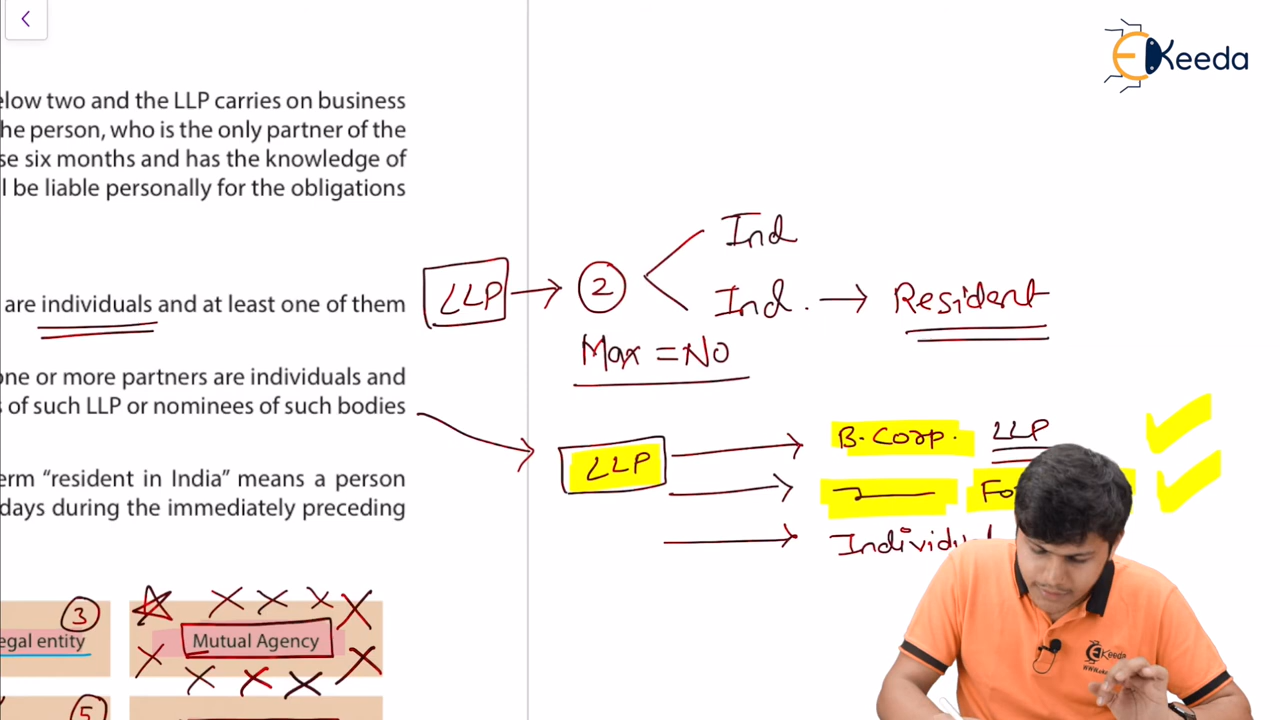 EKeeda
elow two and the LLP carries on business
he person, who is the only partner of the
se six months and has the knowledge of
l be liable personally for the obligations
are individuals and at least one of them
one or more partners are individuals and
s of such LLP or nominees of such bodies
erm “resident in India” means a person
days during the immediately preceding
LLP → 2
Ind
Ind. → Resident
Max = NO
LLP
B. Corp. LLP
Fo
Individu
3
egal entity
Mutual Agency
5
EKeeda